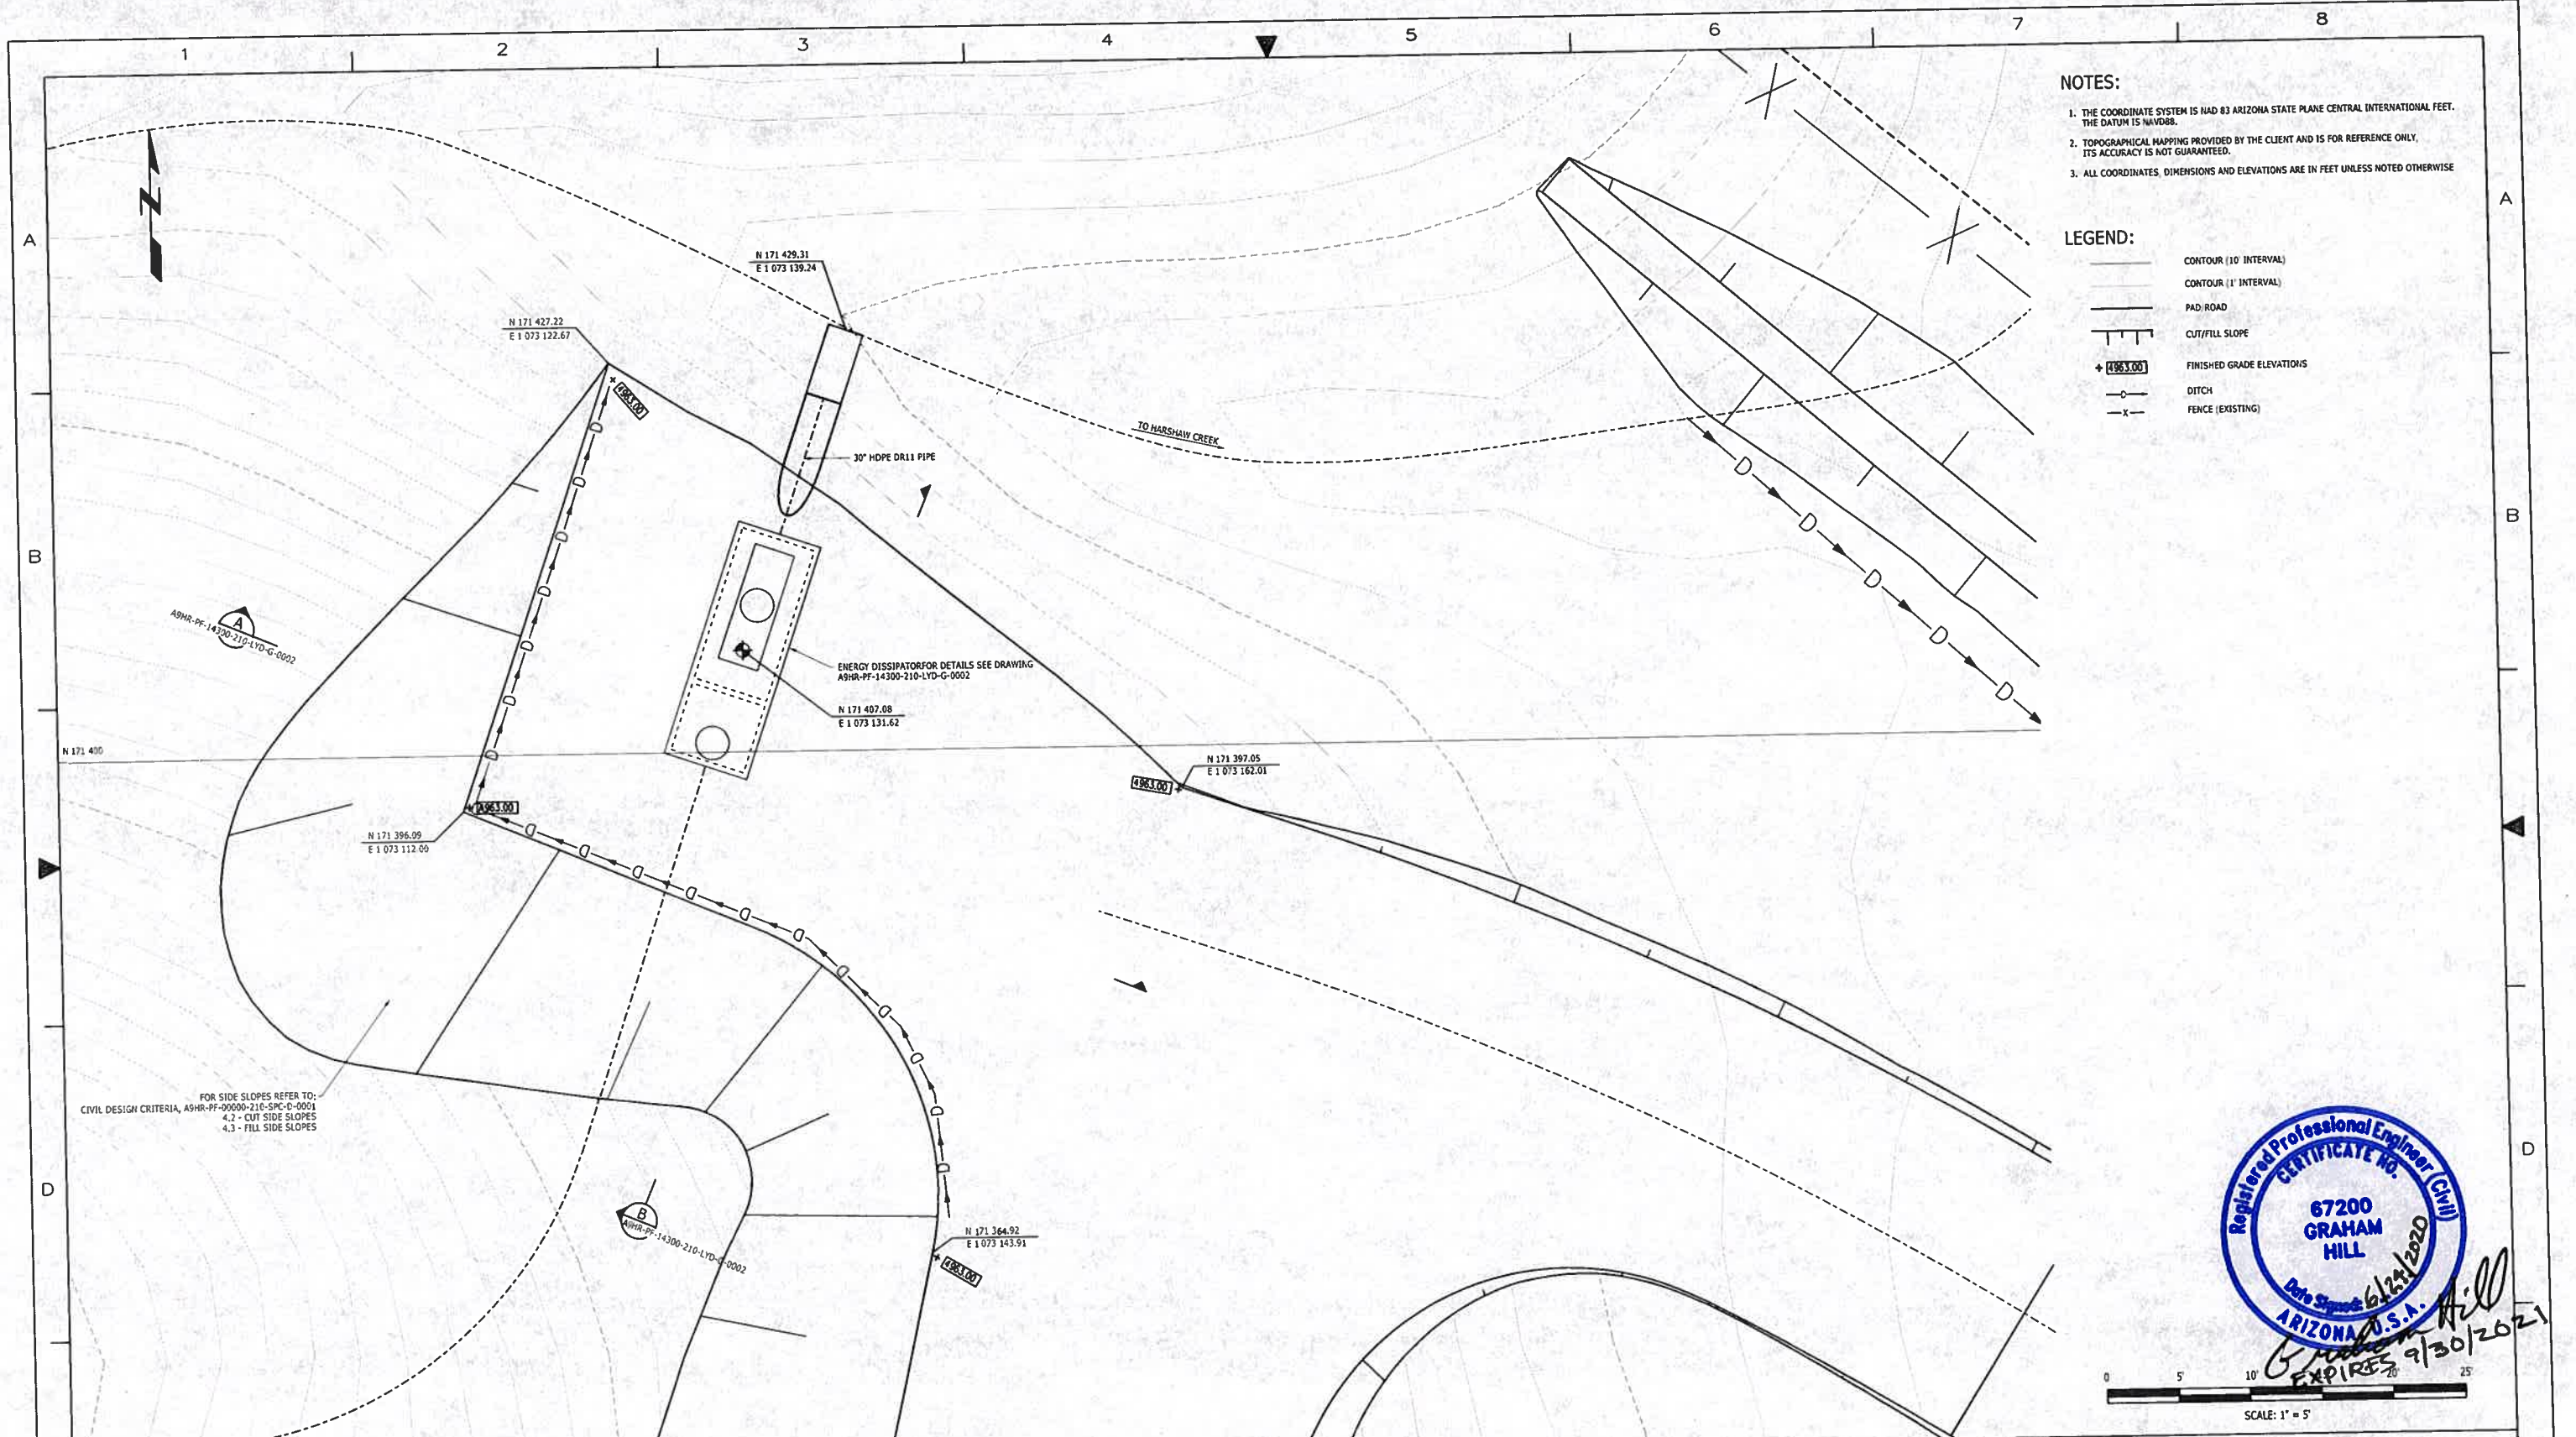 1 2 3 4 5 6 7 8
NOTES:
1. THE COORDINATE SYSTEM IS NAD 83 ARIZONA STATE PLANE CENTRAL INTERNATIONAL FEET.
THE DATUM IS NAVD88.
2. TOPOGRAPHICAL MAPPING PROVIDED BY THE CLIENT AND IS FOR REFERENCE ONLY,
ITS ACCURACY IS NOT GUARANTEED.
3. ALL COORDINATES, DIMENSIONS AND ELEVATIONS ARE IN FEET UNLESS NOTED OTHERWISE
LEGEND:
CONTOUR (10' INTERVAL)
CONTOUR (1' INTERVAL)
PAD/ROAD
CUT/FILL SLOPE
+ 4963.00 FINISHED GRADE ELEVATIONS
D DITCH
X FENCE (EXISTING)
A
A
N
N 171 429.31
E 1 073 139.24
N 171 427.22
E 1 073 122.67
4963.00
TO HARSHAW CREEK
30" HDPE DR11 PIPE
B
B
A
A9HR-PF-14300-210-LYD-G-0002
ENERGY DISSIPATORFOR DETAILS SEE DRAWING
A9HR-PF-14300-210-LYD-G-0002
N 171 407.08
E 1 073 131.62
N 171 400
N 171 397.05
E 1 073 162.01
4963.00
4963.00
N 171 396.09
E 1 073 112.00
FOR SIDE SLOPES REFER TO:
CIVIL DESIGN CRITERIA, A9HR-PF-00000-210-SPC-D-0001
4.2 - CUT SIDE SLOPES
4.3 - FILL SIDE SLOPES
D
D
B
A9HR-PF-14300-210-LYD-G-0002
N 171 364.92
E 1 073 143.91
4963.00
Registered Professional Engineer (Civil)
CERTIFICATE NO.
67200
GRAHAM
HILL
Date Signed: 6/24/2020
ARIZONA, U.S.A.
Graham Hill
EXPIRES 9/30/2021
0 5' 10' 20' 25'
SCALE: 1" = 5'